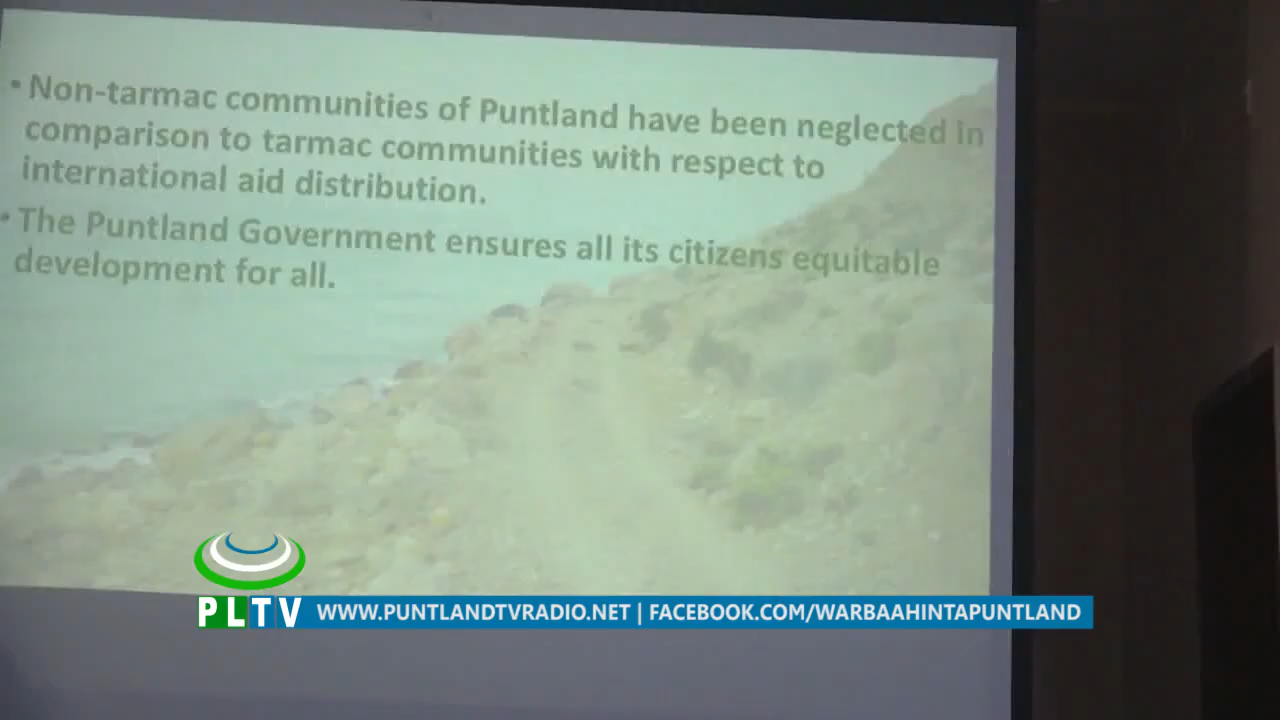 • Non-tarmac communities of Puntland have been neglected in
comparison to tarmac communities with respect to
international aid distribution.
• The Puntland Government ensures all its citizens equitable
development for all.
PLTV WWW.PUNTLANDTVRADIO.NET | FACEBOOK.COM/WARBAAHINTAPUNTLAND